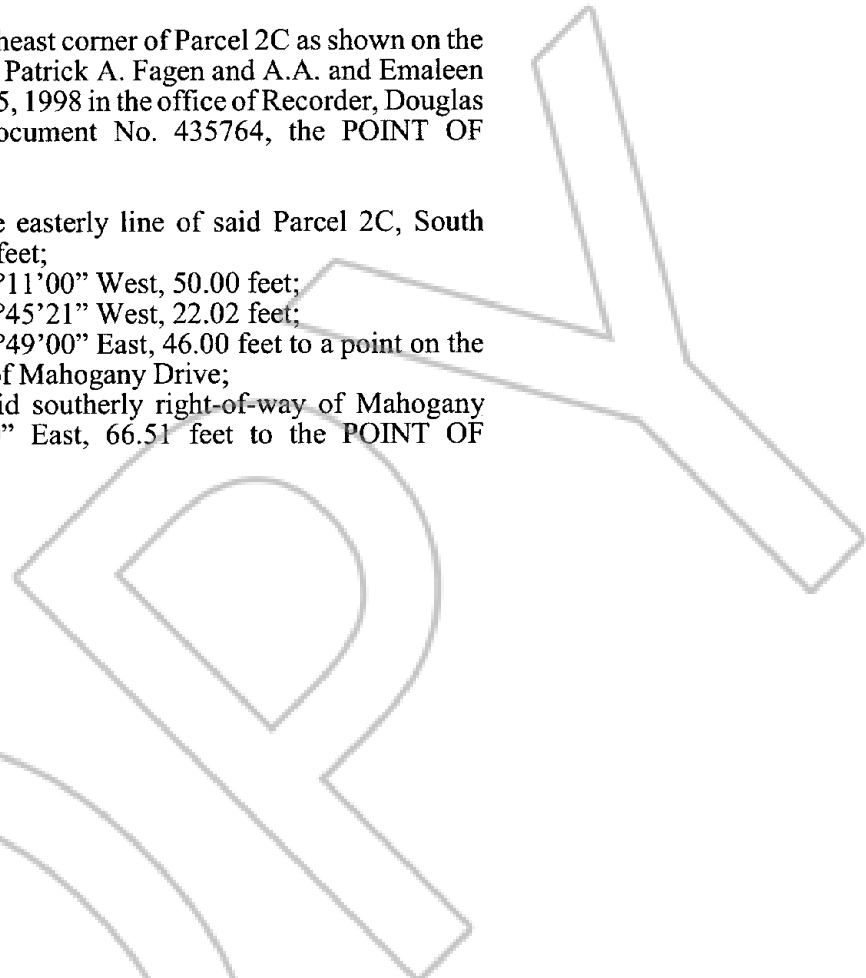 heast corner of Parcel 2C as shown on the
Patrick A. Fagen and A.A. and Emaleen
5, 1998 in the office of Recorder, Douglas
ocument No. 435764, the POINT OF
e easterly line of said Parcel 2C, South
feet;
°11’00” West, 50.00 feet;
°45’21” West, 22.02 feet;
°49’00” East, 46.00 feet to a point on the
of Mahogany Drive;
id southerly right-of-way of Mahogany
” East, 66.51 feet to the POINT OF
PY